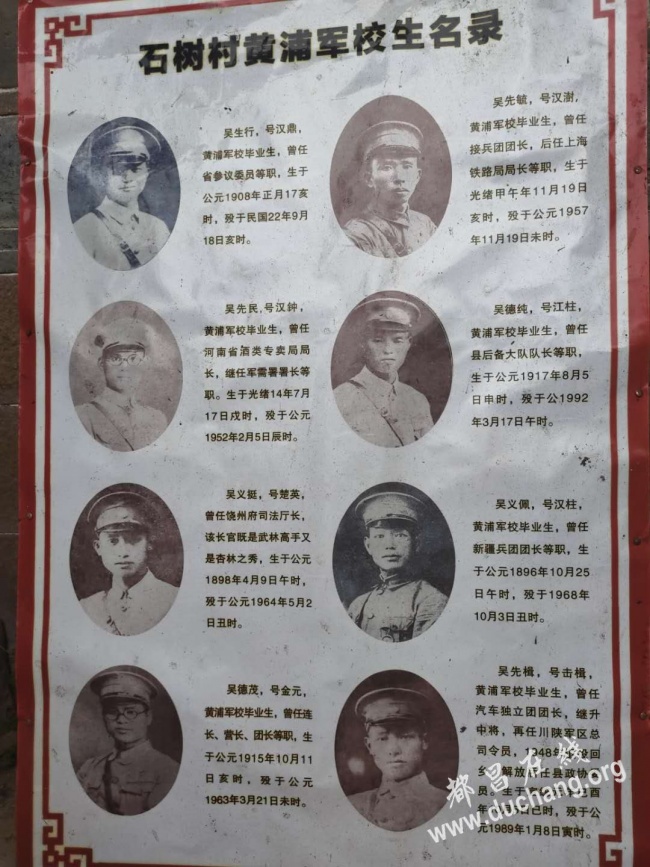 石树村黄浦军校生名录
吴生行，号汉鼎，
黄浦军校毕业生，曾任
省参议委员等职，生于
公元1908年正月17亥
时，殁于民国22年9月
18日亥时。
吴先毓，号汉澍，
黄浦军校毕业生，曾任
接兵团团长，后任上海
铁路局局长等职，生于
光绪甲午年11月19日
亥时，殁于公元1957
年11月19日未时。
吴先民，号汉钟，
黄浦军校毕业生，曾任
河南省酒类专卖局局
长，继任军需署署长等
职。生于光绪14年7月
17日戌时，殁于公元
1952年2月5日辰时。
吴德纯，号江柱，
黄浦军校毕业生，曾任
县后备大队队长等职，
生于公元1917年8月5
日申时，殁于公1992
年3月17日午时。
吴义挺，号楚英，
曾任饶州府司法厅长，
该长官既是武林高手又
是杏林之秀，生于公元
1898年4月9日午时，
殁于公元1964年5月2
日丑时。
吴义佩，号汉柱，
黄浦军校毕业生，曾任
新疆兵团团长等职，生
于公元1896年10月25
日午时，殁于1968年
10月3日丑时。
吴德茂，号金元，
黄浦军校毕业生，曾任连
长、营长、团长等职，生
于公元1915年10月11
日亥时，殁于公元
1963年3月21日未时。
吴先楫，号击楫，
黄浦军校毕业生，曾任
汽车独立团团长，继升
中将，再任川陕军区总
司令员，1948年
回乡，解放
任县政协
员。生于
酉
年
日巳时，殁于公
元1989年1月8日寅时。
都昌在线
www.duchang.org